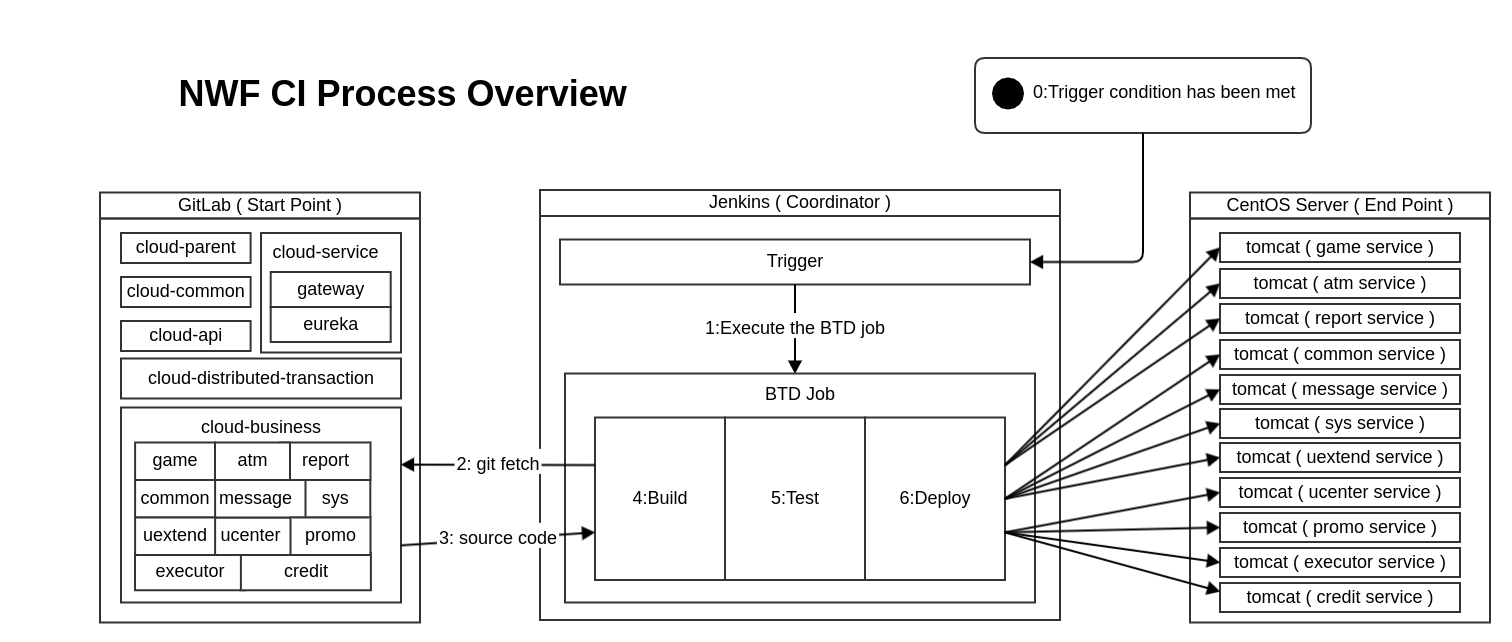 NWF CI Process Overview
0:Trigger condition has been met
GitLab ( Start Point )
cloud-parent
cloud-common
cloud-api
cloud-service
gateway
eureka
cloud-distributed-transaction
cloud-business
game
atm
report
common
message
sys
uextend
ucenter
promo
executor
credit
2: git fetch
3: source code
Jenkins ( Coordinator )
Trigger
1:Execute the BTD job
BTD Job
4:Build
5:Test
6:Deploy
CentOS Server ( End Point )
tomcat ( game service )
tomcat ( atm service )
tomcat ( report service )
tomcat ( common service )
tomcat ( message service )
tomcat ( sys service )
tomcat ( uextend service )
tomcat ( ucenter service )
tomcat ( promo service )
tomcat ( executor service )
tomcat ( credit service )